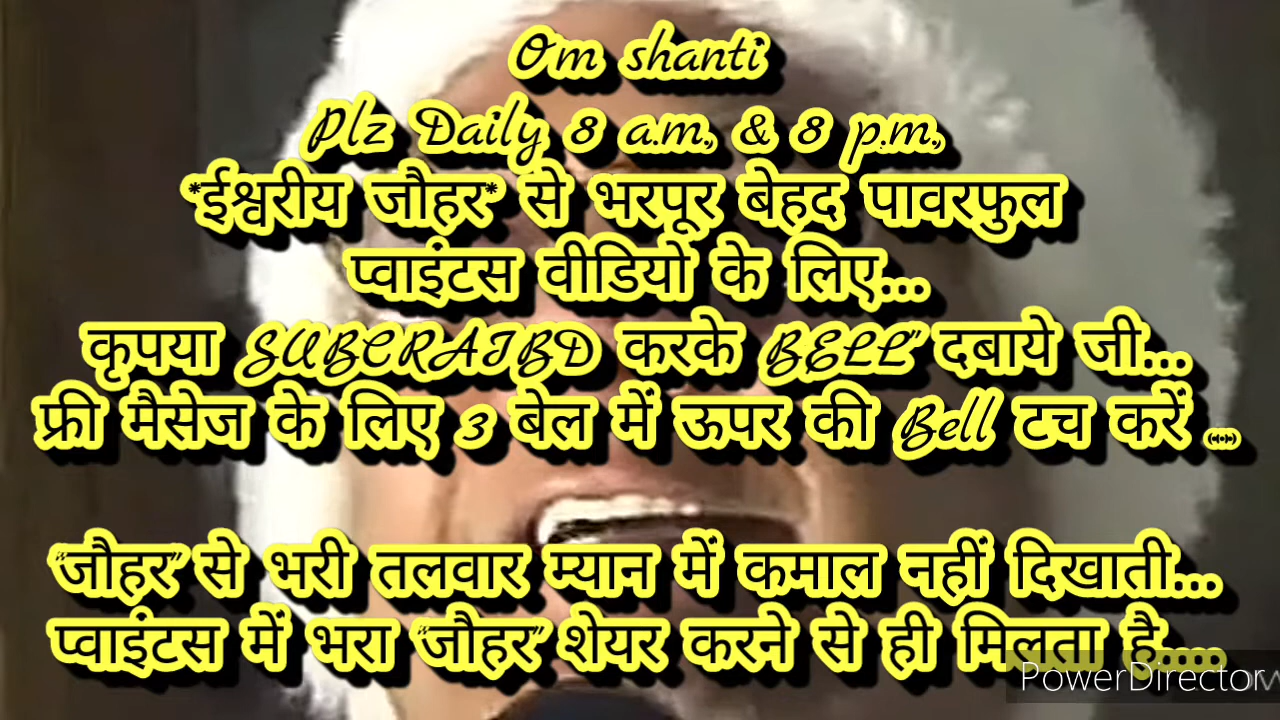 Om shanti
Plz Daily 8 a.m, & 8 p.m,
*ईश्वरीय जौहर* से भरपूर बेहद पावरफुल
प्वाइंटस वीडियो के लिए...
कुपया SUBCRAIBD करके BELL" दबाये जी...
फ्री मैसेज के लिए 3 बेल में ऊपर की Bell टच करें ...
"जौहर" से भरी तलवार म्यान में कमाल नहीं दिखाती...
प्वाइंटस में भरा "जौहर" शेयर करने से ही मिलता है....
PowerDirector